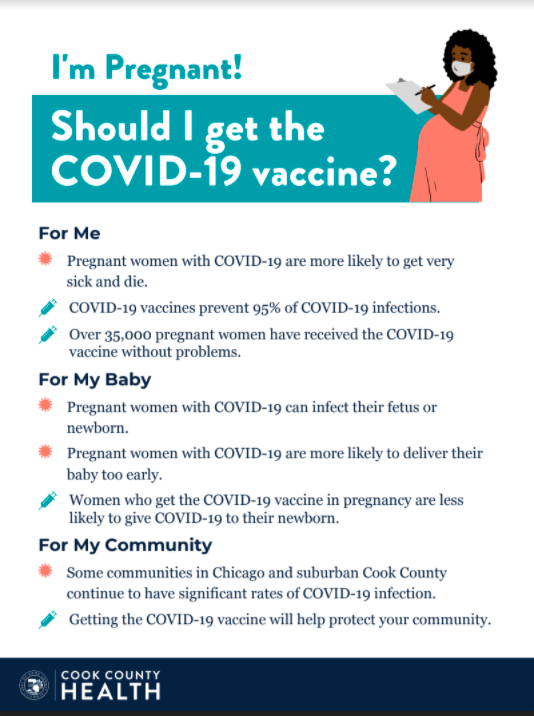 I'm Pregnant!
Should I get the
COVID-19 vaccine?
For Me
Pregnant women with COVID-19 are more likely to get very
sick and die.
COVID-19 vaccines prevent 95% of COVID-19 infections.
Over 35,000 pregnant women have received the COVID-19
vaccine without problems.
For My Baby
Pregnant women with COVID-19 can infect their fetus or
newborn.
Pregnant women with COVID-19 are more likely to deliver their
baby too early.
Women who get the COVID-19 vaccine in pregnancy are less
likely to give COVID-19 to their newborn.
For My Community
Some communities in Chicago and suburban Cook County
continue to have significant rates of COVID-19 infection.
Getting the COVID-19 vaccine will help protect your community.
COOK COUNTY
HEALTH